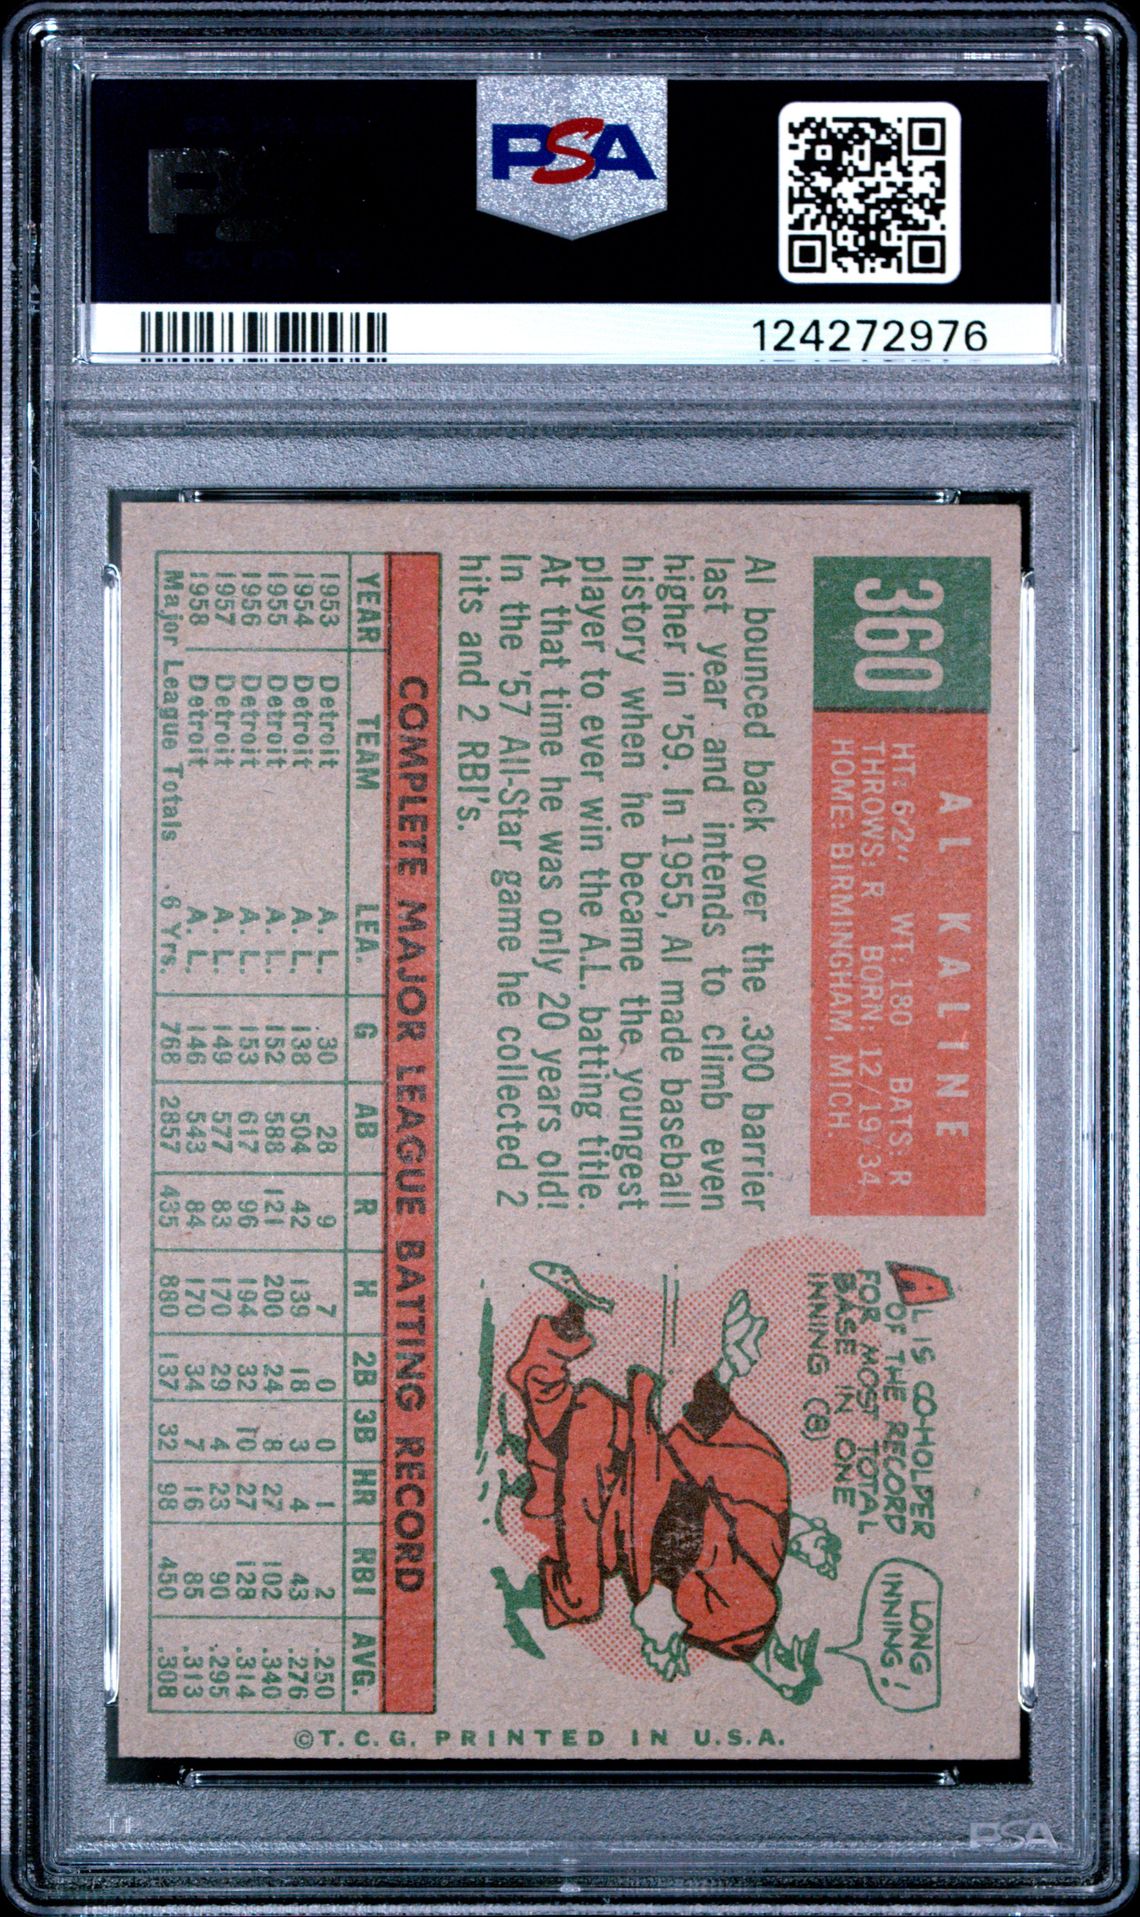 PSA
124272976
360
AL KALINE
HT: 6'2" WT: 180 BATS: R
THROWS: R BORN: 12/19/34
HOME: BIRMINGHAM, MICH.
Al bounced back over the .300 barrier
last year and intends to climb even
higher in '59. In 1955, Al made baseball
history when he became the youngest
player to ever win the A.L. batting title.
At that time he was only 20 years old!
In the '57 All-Star game he collected 2
hits and 2 RBI's.
AL IS CO-HOLDER
OF THE RECORD
FOR MOST TOTAL
BASE IN ONE
INNING (8)
LONG
INNING!
COMPLETE MAJOR LEAGUE BATTING RECORD
YEAR TEAM LEA. G AB R H 2B 3B HR RBI AVG.
1953 Detroit A. L. 30 28 9 7 0 0 1 2 .250
1954 Detroit A. L. 138 504 42 139 18 3 4 43 .276
1955 Detroit A. L. 152 588 121 200 24 8 27 102 .340
1956 Detroit A. L. 153 617 96 194 32 10 27 128 .314
1957 Detroit A. L. 149 577 83 170 29 4 23 90 .295
1958 Detroit A. L. 146 543 84 170 34 7 16 85 .313
Major League Totals 6 Yrs. 768 2857 435 880 137 32 98 450 .308
©T.C.G. PRINTED IN U.S.A.
PSA